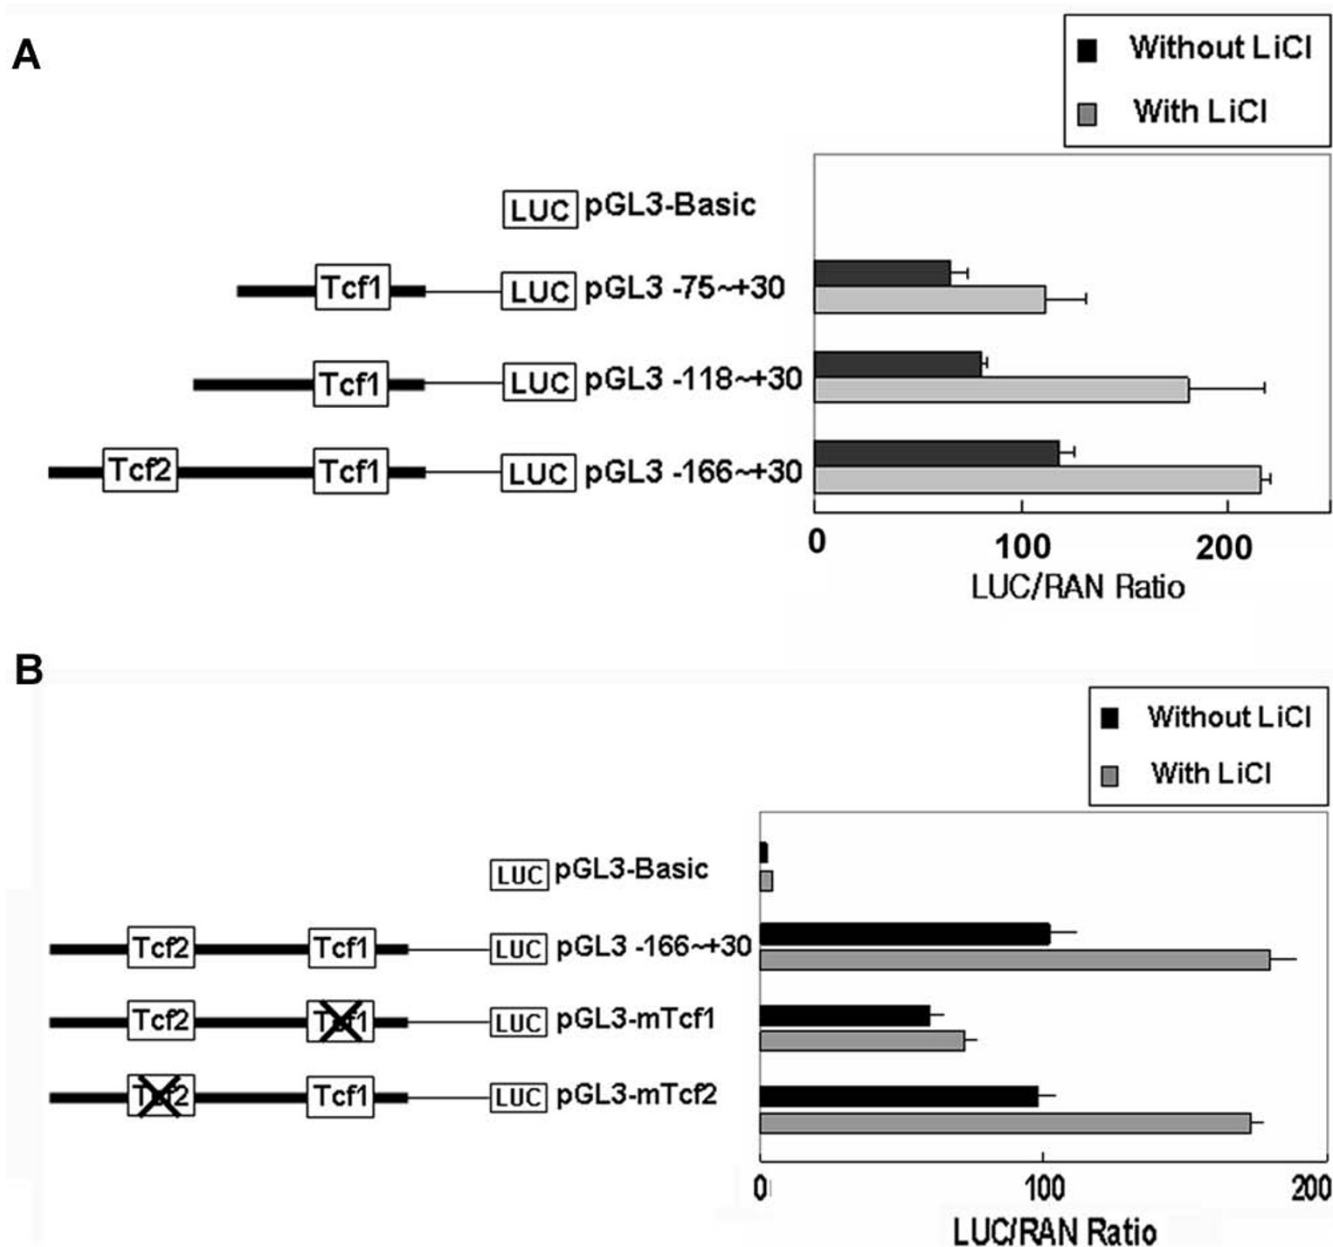 A
Without LiCl
With LiCl
LUC pGL3-Basic
Tcf1 LUC pGL3 -75~+30
Tcf1 LUC pGL3 -118~+30
Tcf2 Tcf1 LUC pGL3 -166~+30
0 100 200
LUC/RAN Ratio
B
Without LiCl
With LiCl
LUC pGL3-Basic
Tcf2 Tcf1 LUC pGL3 -166~+30
Tcf2 Tcf1 LUC pGL3-mTcf1
Tcf2 Tcf1 LUC pGL3-mTcf2
0 100 200
LUC/RAN Ratio